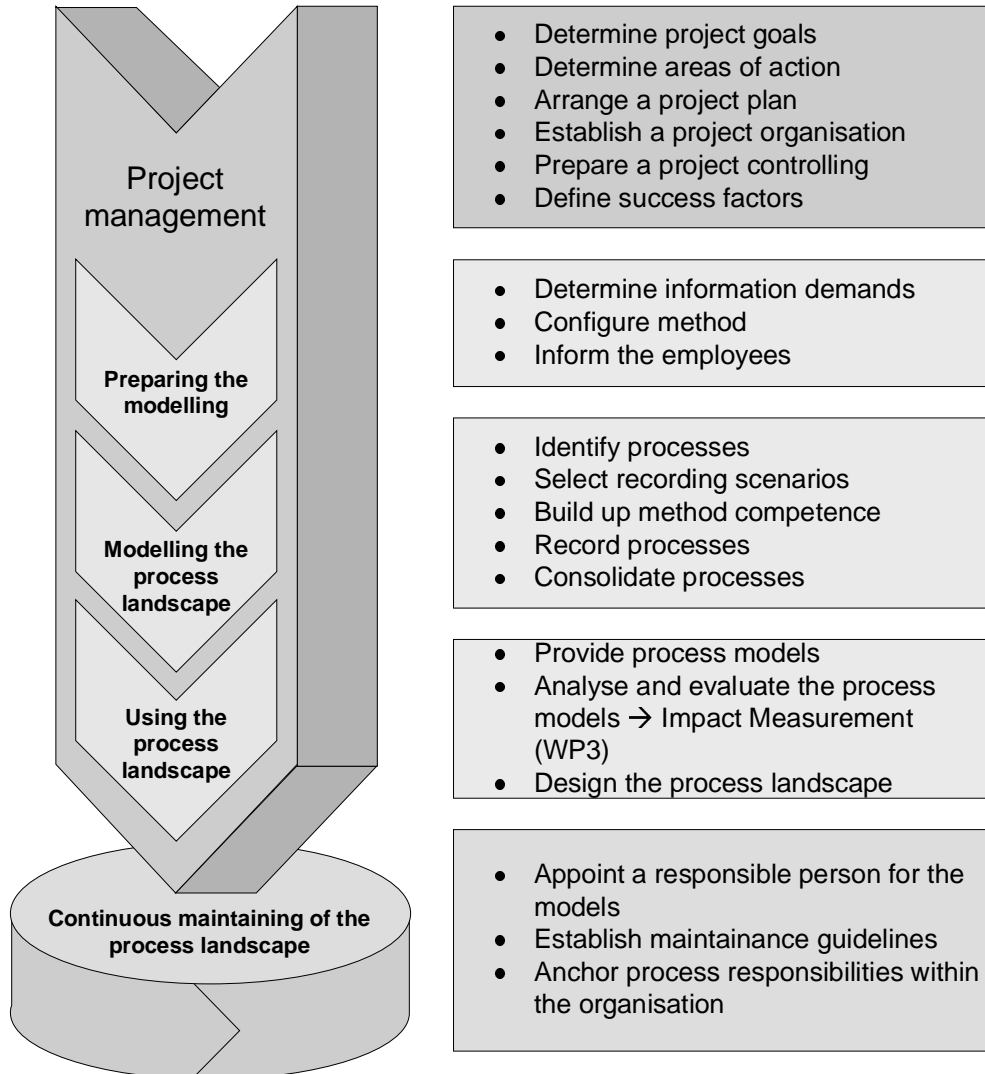 Project
management
• Determine project goals
• Determine areas of action
• Arrange a project plan
• Establish a project organisation
• Prepare a project controlling
• Define success factors
Preparing the
modelling
• Determine information demands
• Configure method
• Inform the employees
Modelling the
process
landscape
• Identify processes
• Select recording scenarios
• Build up method competence
• Record processes
• Consolidate processes
Using the
process
landscape
• Provide process models
• Analyse and evaluate the process
models → Impact Measurement
(WP3)
• Design the process landscape
Continuous maintaining of the
process landscape
• Appoint a responsible person for the
models
• Establish maintainance guidelines
• Anchor process responsibilities within
the organisation